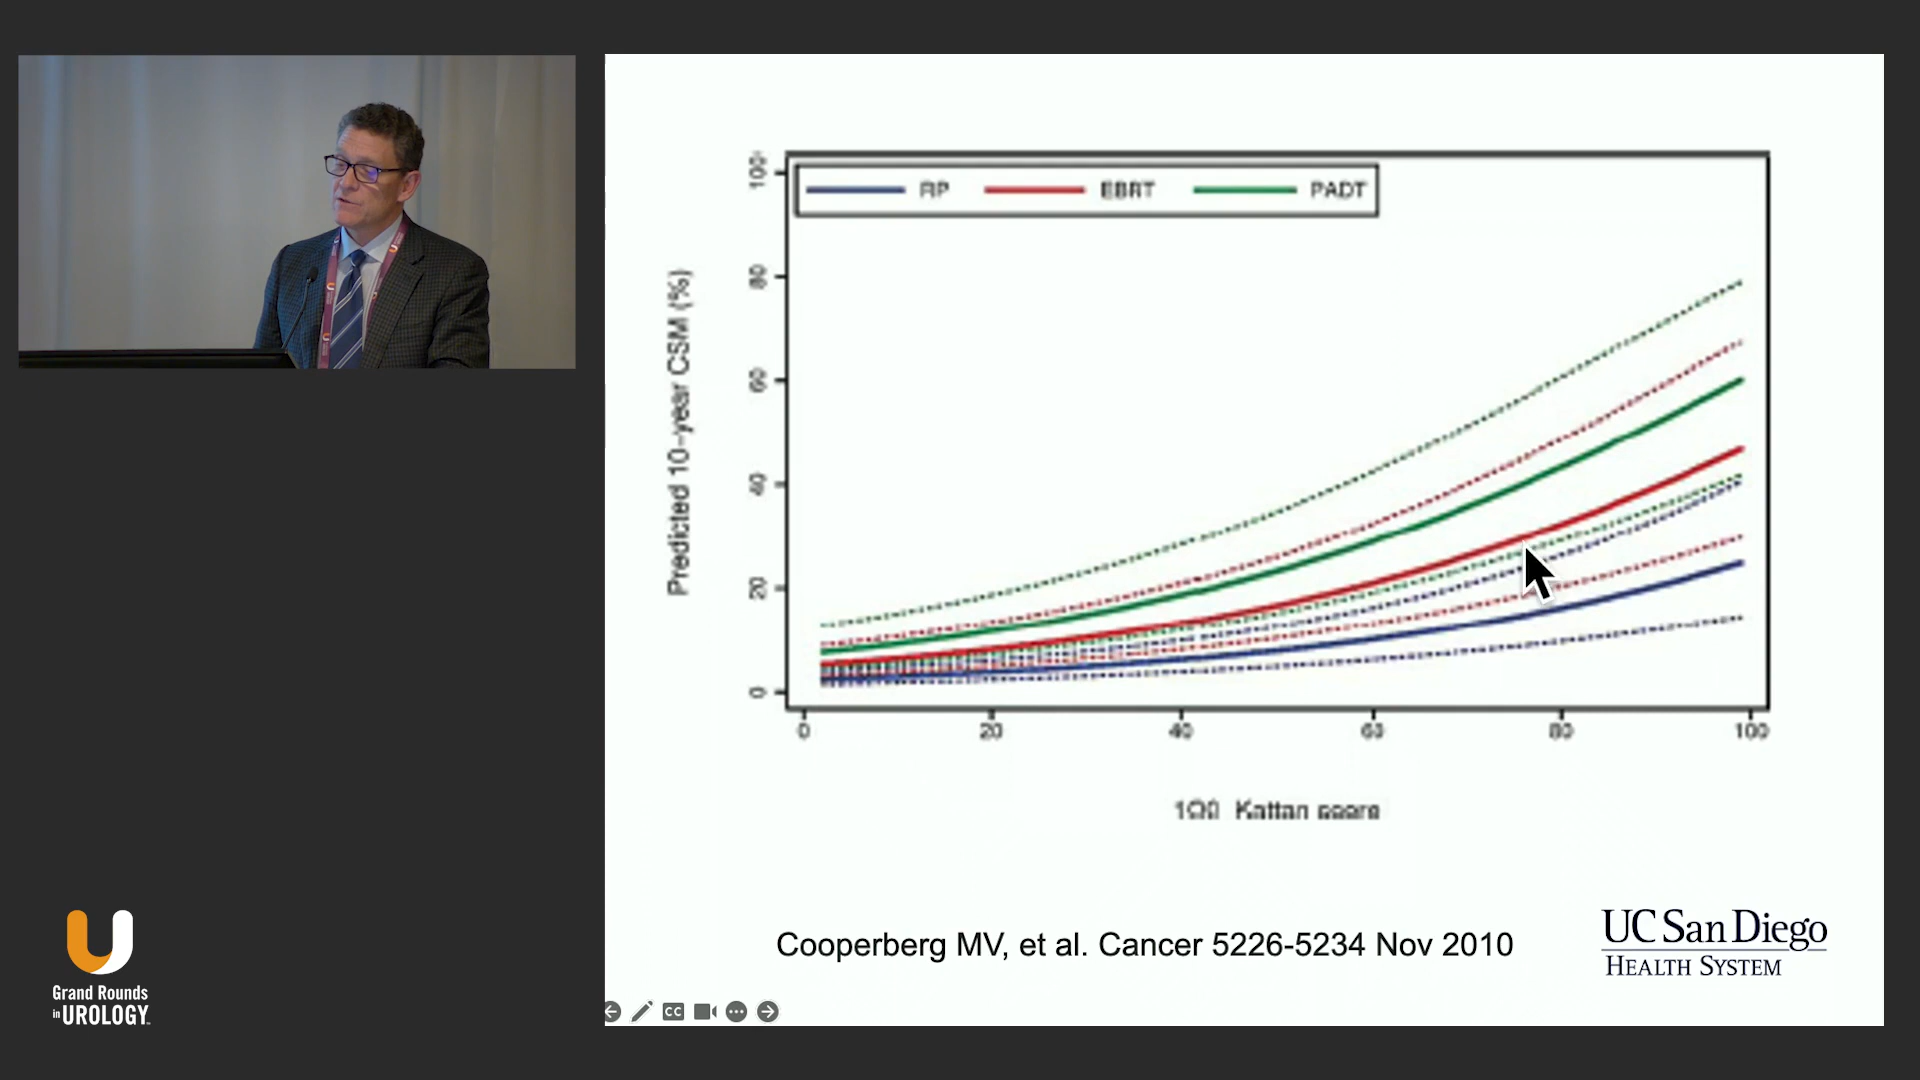 RP EBRT PADT
Predicted 10-year CSM (%)
100
80
60
40
20
0
0 20 40 60 80 100
Kattan
Cooperberg MV, et al. Cancer 5226-5234 Nov 2010
UC San Diego
HEALTH SYSTEM
U
Grand Rounds
in UROLOGY
CC